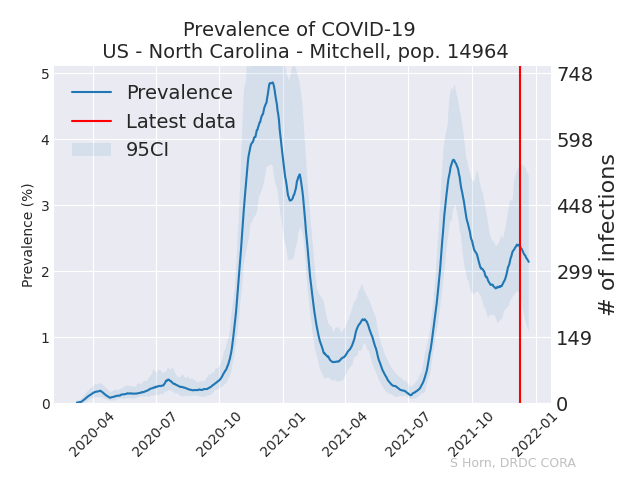 Prevalence of COVID-19
US - North Carolina - Mitchell, pop. 14964
Prevalence
Latest data
95CI
Prevalence (%)
5
4
3
2
1
0
748
598
448
299
149
0
# of infections
2020-04
2020-07
2020-10
2021-01
2021-04
2021-07
2021-10
2022-01
S Horn, DRDC CORA